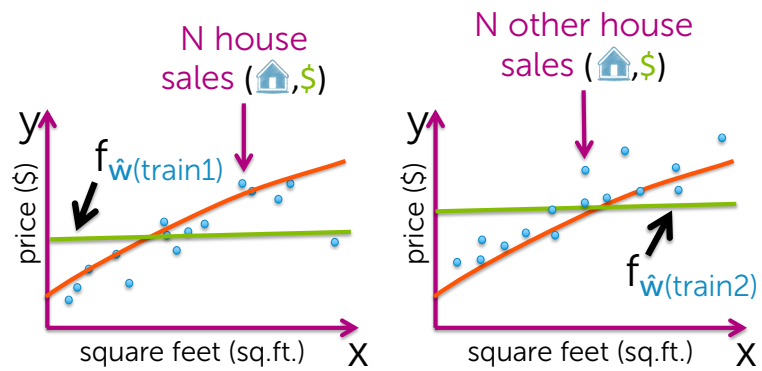 N house
sales (🏠,$)
y
price ($)
f ŵ(train1)
square feet (sq.ft.)
x
N other house
sales (🏠,$)
y
price ($)
f ŵ(train2)
square feet (sq.ft.)
x